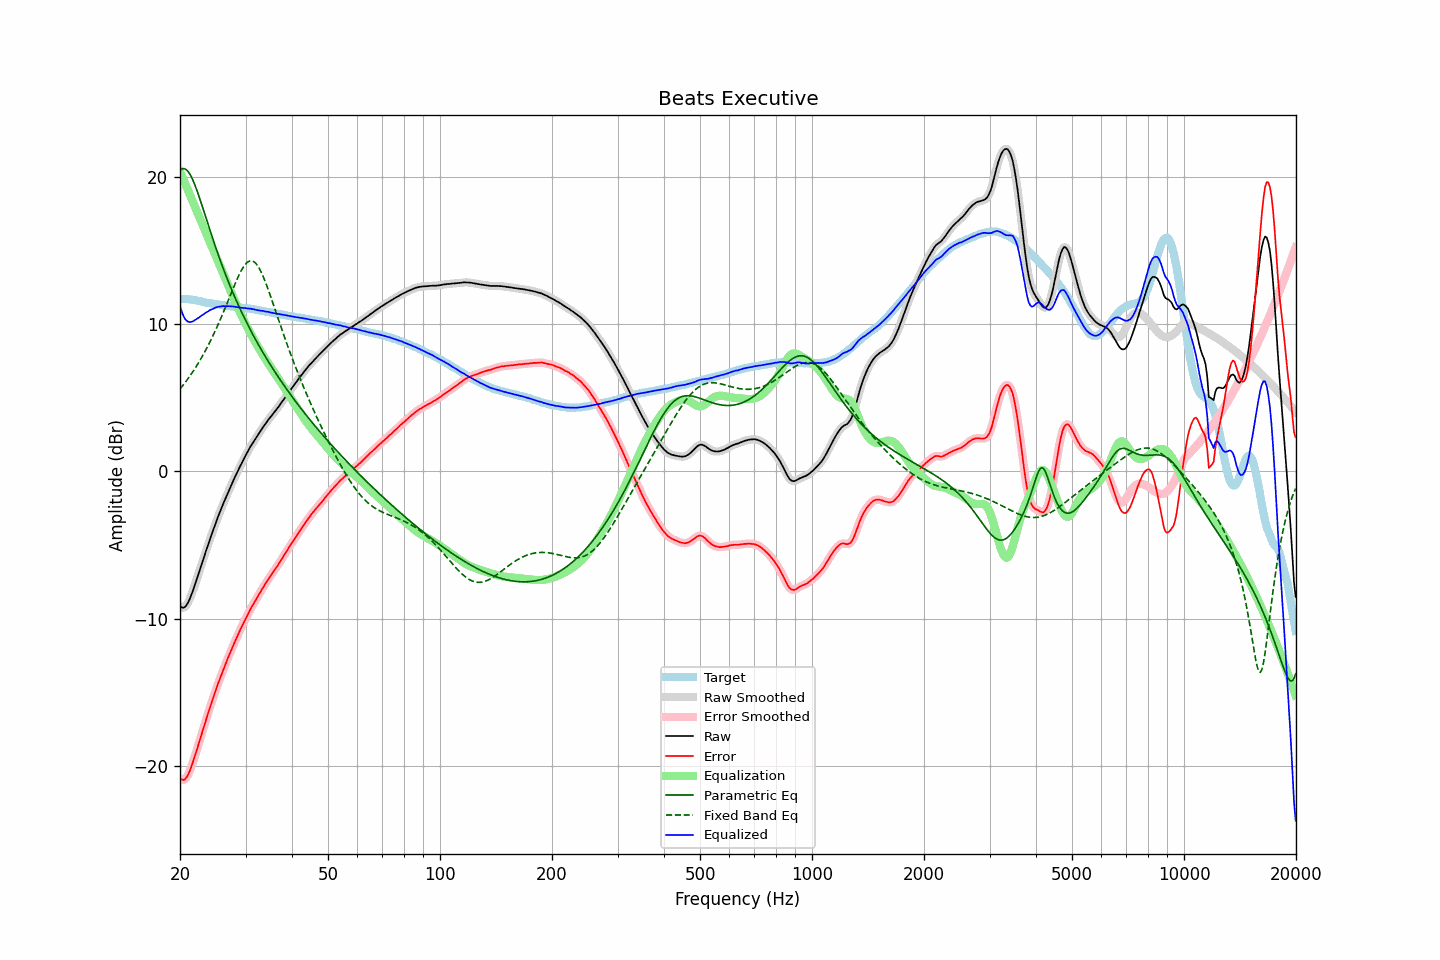 Beats Executive
Amplitude (dBr)
20
10
0
−10
−20
Target
Raw Smoothed
Error Smoothed
Raw
Error
Equalization
Parametric Eq
Fixed Band Eq
Equalized
20 50 100 200 500 1000 2000 5000 10000 20000
Frequency (Hz)